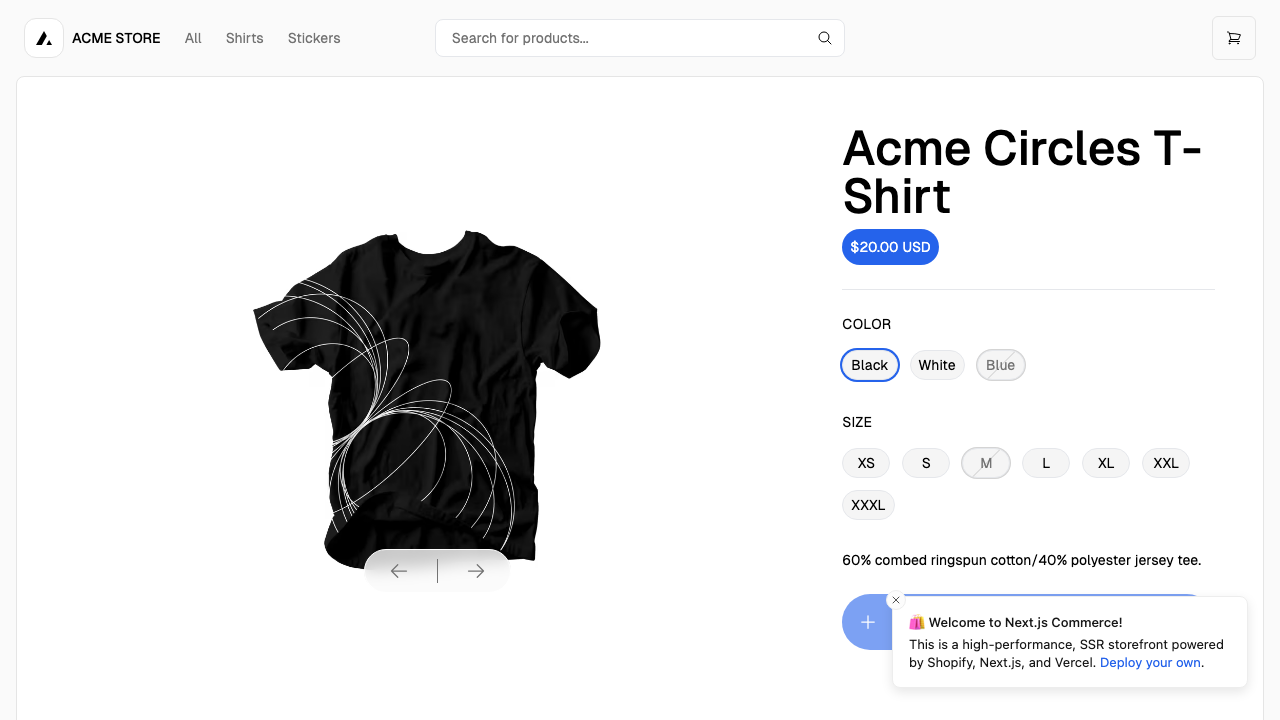 ACME STORE
All
Shirts
Stickers
Search for products...
Acme Circles T-
Shirt
$20.00 USD
COLOR
Black
White
Blue
SIZE
XS
S
M
L
XL
XXL
XXXL
60% combed ringspun cotton/40% polyester jersey tee.
🛍️ Welcome to Next.js Commerce!
This is a high-performance, SSR storefront powered
by Shopify, Next.js, and Vercel. Deploy your own.